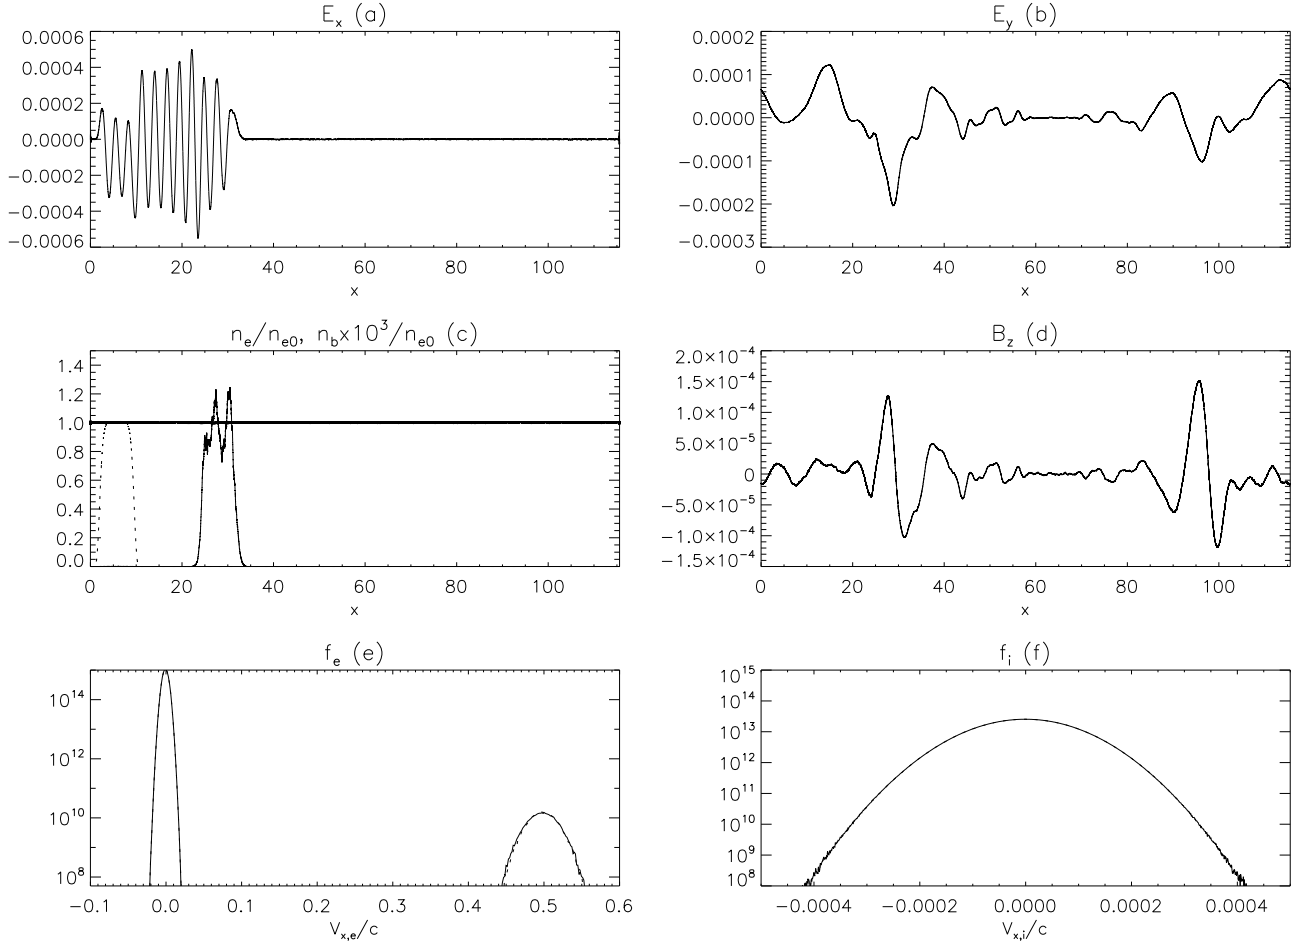 E_x (a)
0.0006
0.0004
0.0002
0.0000
−0.0002
−0.0004
−0.0006
0 20 40 60 80 100
x
E_y (b)
0.0002
0.0001
0.0000
−0.0001
−0.0002
−0.0003
0 20 40 60 80 100
x
n_e/n_e0, n_b×10^3/n_e0 (c)
1.4
1.2
1.0
0.8
0.6
0.4
0.2
0.0
0 20 40 60 80 100
x
B_z (d)
2.0×10^−4
1.5×10^−4
1.0×10^−4
5.0×10^−5
0
−5.0×10^−5
−1.0×10^−4
−1.5×10^−4
0 20 40 60 80 100
x
f_e (e)
10^14
10^12
10^10
10^8
−0.1 0.0 0.1 0.2 0.3 0.4 0.5 0.6
V_x,e/c
f_i (f)
10^15
10^14
10^13
10^12
10^11
10^10
10^9
10^8
−0.0004 −0.0002 0.0000 0.0002 0.0004
V_x,i/c